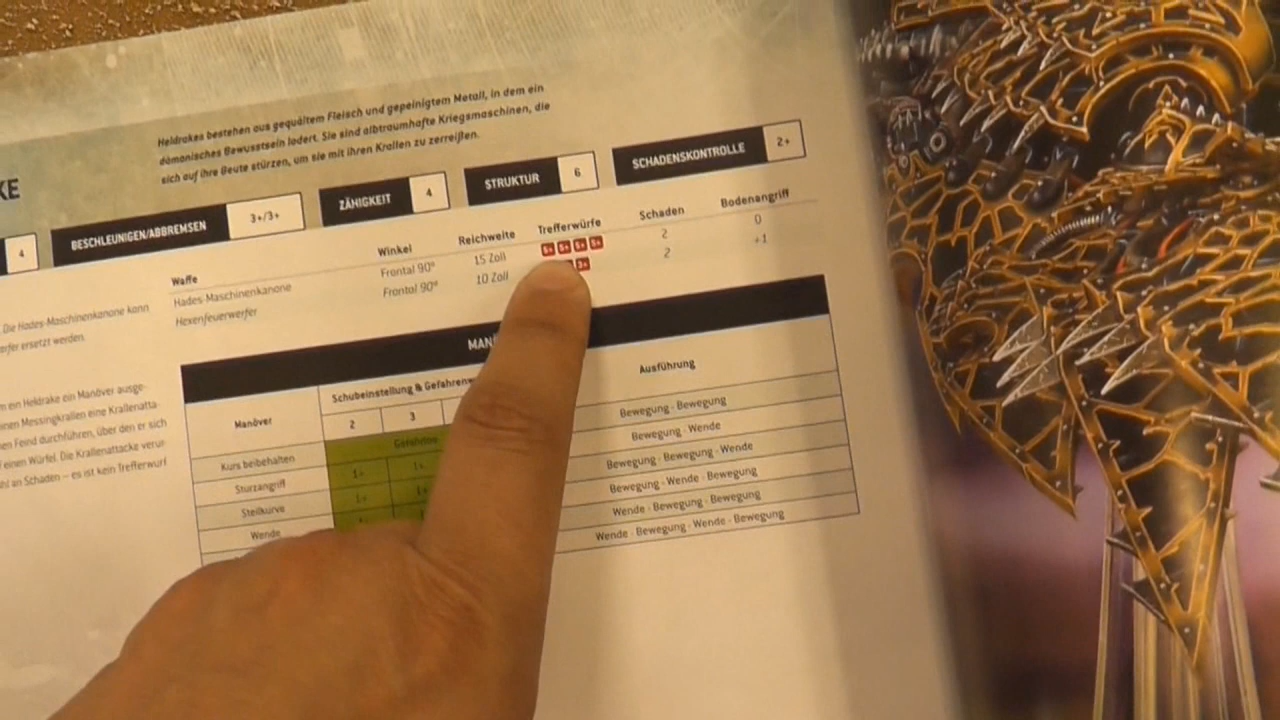 Heldrakes bestehen aus gequältem Fleisch und gepeinigtem Metall, in dem ein
dämonisches Bewusstsein lodert. Sie sind albtraumhafte Kriegsmaschinen, die
sich auf ihre Beute stürzen, um sie mit ihren Krallen zu zerreißen.
KE
4 BESCHLEUNIGEN/ABBREMSEN 3+/3+ ZÄHIGKEIT 4 STRUKTUR 6 SCHADENSKONTROLLE 2+
Waffe Winkel Reichweite Trefferwürfe Schaden Bodenangriff
Hades-Maschinenkanone Frontal 90° 15 Zoll 5+ 5+ 5+ 5+ 2 0
Hexenfeuerwerfer Frontal 90° 10 Zoll 3+ 2 +1
Die Hades-Maschinenkanone kann
ersetzt werden.
ein Heldrake ein Manöver ausge-
Messingkrallen eine Krallenatta-
Feind durchführen, über den er sich
einen Würfel. Die Krallenattacke verur-
an Schaden – es ist kein Trefferwurf
MAN
Manöver Schubeinstellung & Ausführung
2 3
Kurs beibehalten Gefahrlos Bewegung · Bewegung
Sturzangriff 1+ 1+ Bewegung · Wende
Steilkurve 1+ 1+ Bewegung · Bewegung · Wende
Wende Bewegung · Wende · Bewegung
Wende · Bewegung · Bewegung
Wende · Bewegung · Wende · Bewegung